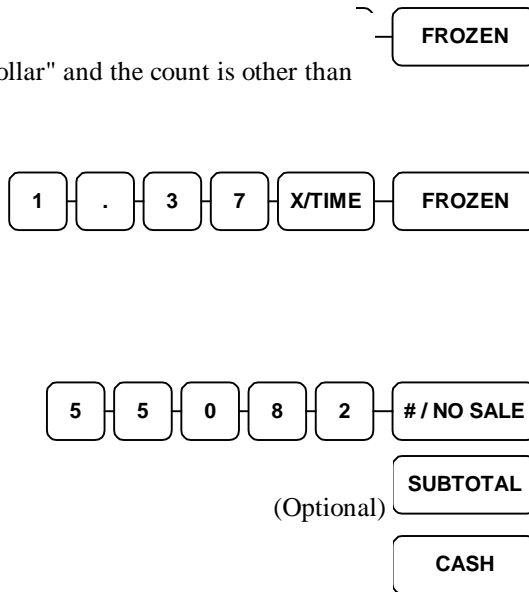 FROZEN
ollar" and the count is other than
1 . 3 7 X/TIME FROZEN
5 5 0 8 2 # / NO SALE
SUBTOTAL
(Optional)
CASH